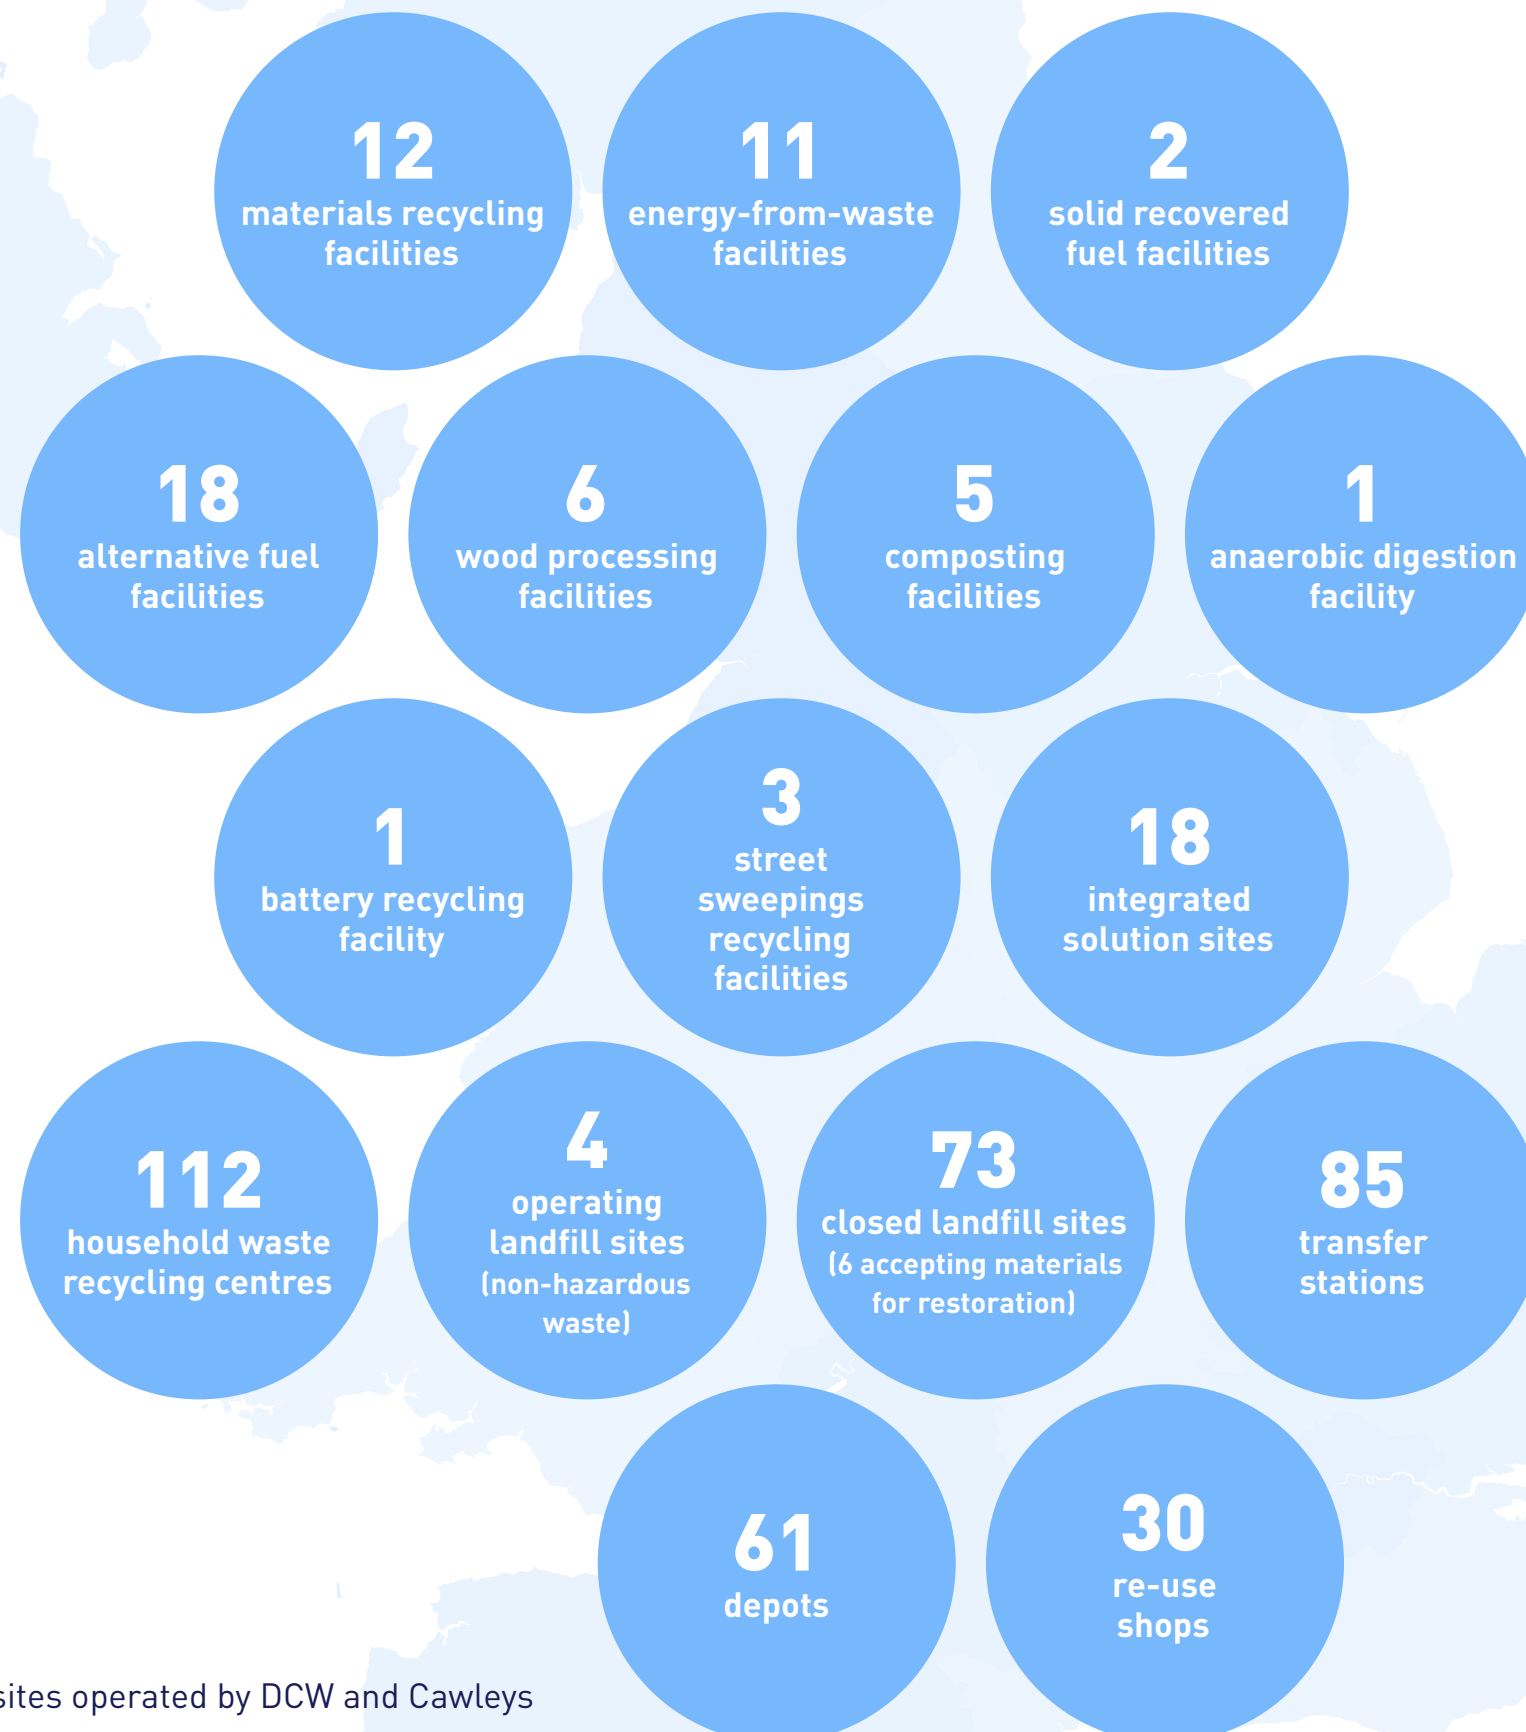 12
materials recycling
facilities
11
energy-from-waste
facilities
2
solid recovered
fuel facilities
18
alternative fuel
facilities
6
wood processing
facilities
5
composting
facilities
1
anaerobic digestion
facility
1
battery recycling
facility
3
street
sweepings
recycling
facilities
18
integrated
solution sites
112
household waste
recycling centres
4
operating
landfill sites
(non-hazardous
waste)
73
closed landfill sites
(6 accepting materials
for restoration)
85
transfer
stations
61
depots
30
re-use
shops
sites operated by DCW and Cawleys